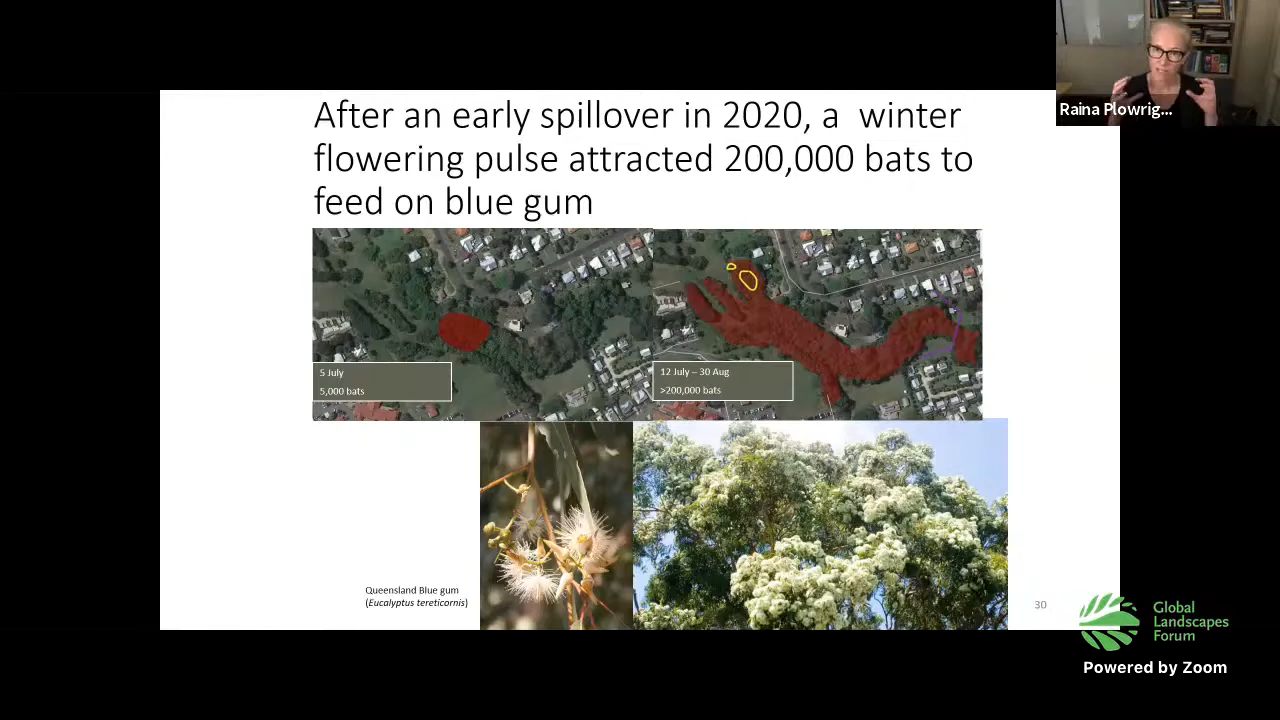 Raina Plowrig...
After an early spillover in 2020, a winter
flowering pulse attracted 200,000 bats to
feed on blue gum
5 July
5,000 bats
12 July – 30 Aug
>200,000 bats
Queensland Blue gum
(Eucalyptus tereticornis)
30
Global
Landscapes
Forum
Powered by Zoom